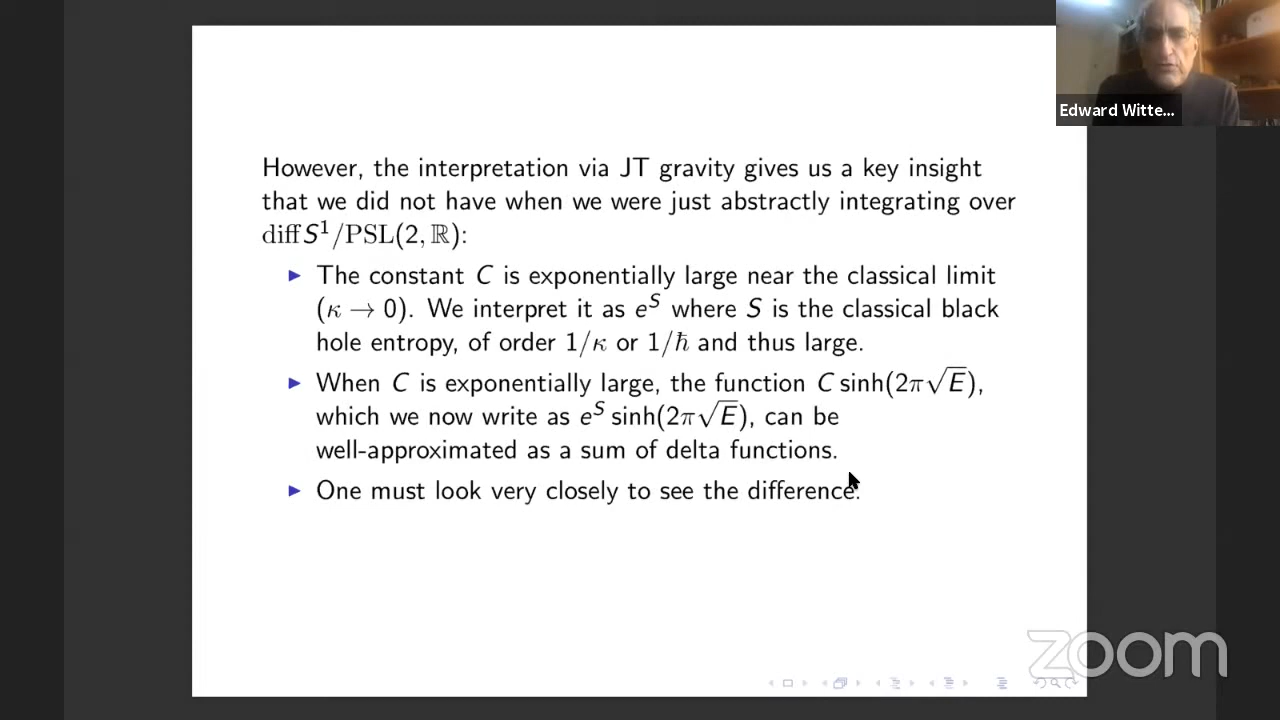 Edward Witte...
However, the interpretation via JT gravity gives us a key insight
that we did not have when we were just abstractly integrating over
diff S¹/PSL(2, ℝ):
▶ The constant C is exponentially large near the classical limit
(κ → 0). We interpret it as eˢ where S is the classical black
hole entropy, of order 1/κ or 1/ħ and thus large.
▶ When C is exponentially large, the function C sinh(2π√E),
which we now write as eˢ sinh(2π√E), can be
well-approximated as a sum of delta functions.
▶ One must look very closely to see the difference.
zoom